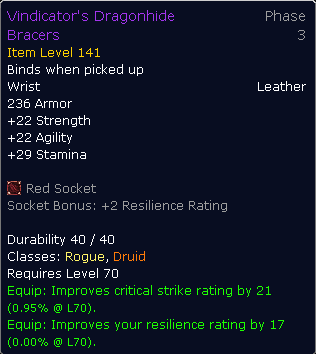 Vindicator's Dragonhide Phase
Bracers 3
Item Level 141
Binds when picked up
Wrist Leather
236 Armor
+22 Strength
+22 Agility
+29 Stamina
Red Socket
Socket Bonus: +2 Resilience Rating
Durability 40 / 40
Classes: Rogue, Druid
Requires Level 70
Equip: Improves critical strike rating by 21
(0.95% @ L70).
Equip: Improves your resilience rating by 17
(0.00% @ L70).